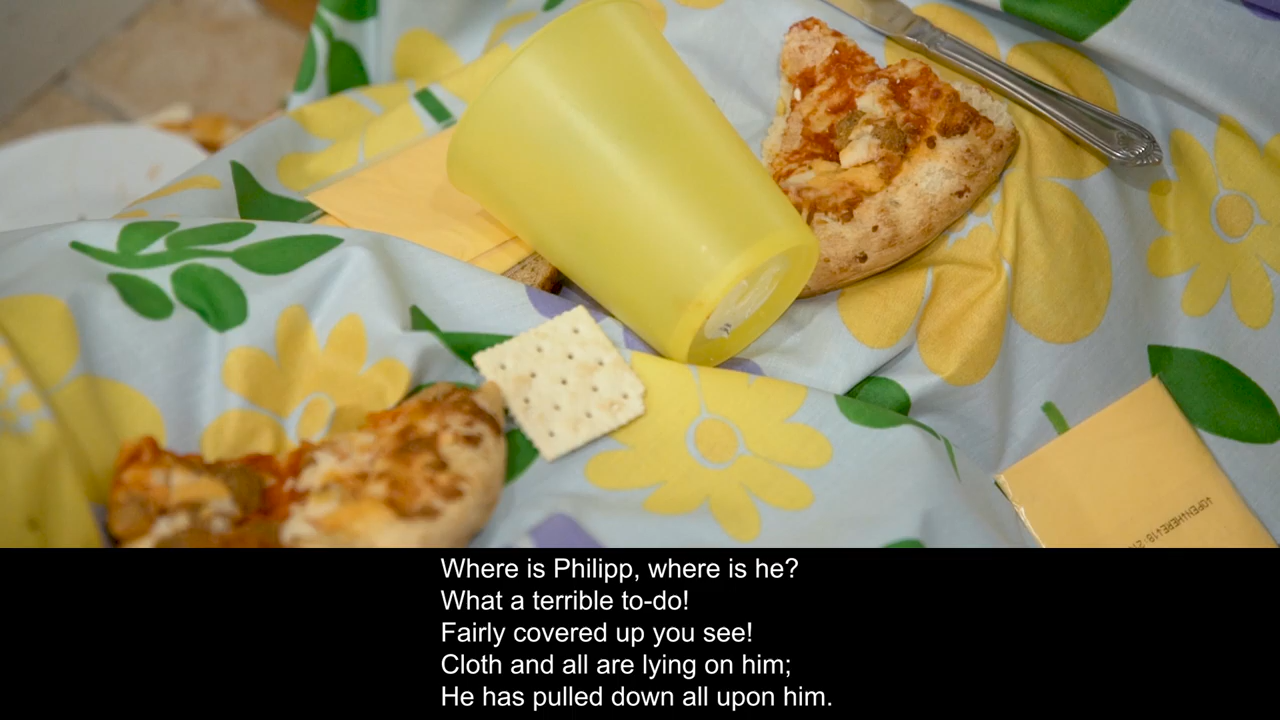 Where is Philipp, where is he?
What a terrible to-do!
Fairly covered up you see!
Cloth and all are lying on him;
He has pulled down all upon him.